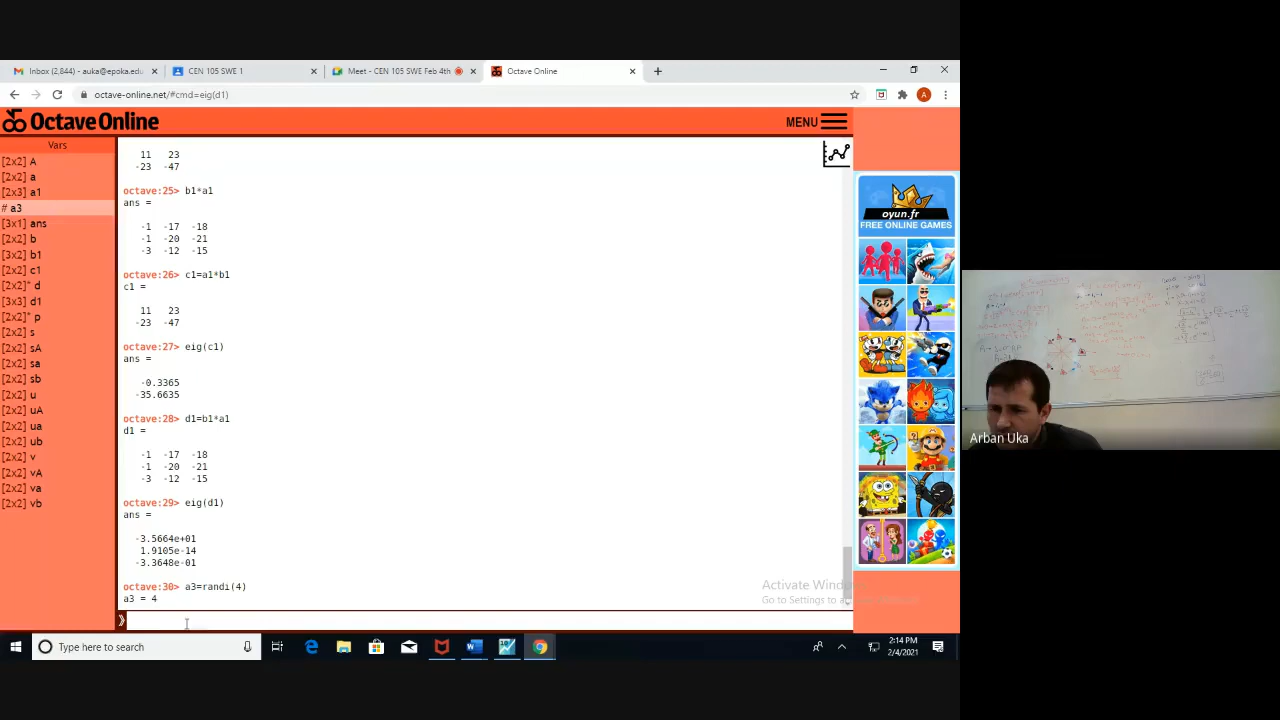 Inbox (2,844) - auka@epoka.edu.
CEN 105 SWE 1
Meet - CEN 105 SWE Feb 4th
Octave Online
octave-online.net/#cmd=eig(d1)
A
Octave Online
MENU
Vars
[2x2] A
[2x2] a
[2x3] a1
# a3
[3x1] ans
[2x2] b
[3x2] b1
[2x2] c1
[2x2]* d
[3x3] d1
[2x2]* p
[2x2] s
[2x2] sA
[2x2] sa
[2x2] sb
[2x2] u
[2x2] uA
[2x2] ua
[2x2] ub
[2x2] v
[2x2] vA
[2x2] va
[2x2] vb
11 23
-23 -47
octave:25> b1*a1
ans =
-1 -17 -18
-1 -20 -21
-3 -12 -15
octave:26> c1=a1*b1
c1 =
11 23
-23 -47
octave:27> eig(c1)
ans =
-0.3365
-35.6635
octave:28> d1=b1*a1
d1 =
-1 -17 -18
-1 -20 -21
-3 -12 -15
octave:29> eig(d1)
ans =
-3.5664e+01
1.9105e-14
-3.3648e-01
octave:30> a3=randi(4)
a3 = 4
oyun.fr
FREE ONLINE GAMES
Activate Windo
Go to Settings to
Type here to search
2:14 PM
2/4/2021
Arban Uka